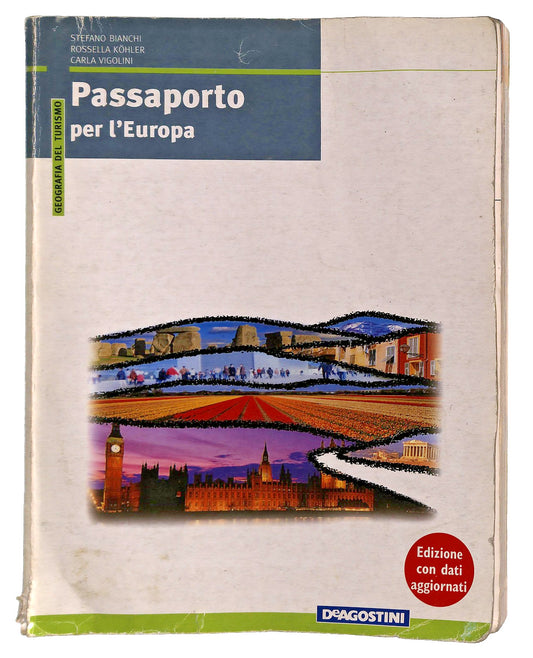 STEFANO BIANCHI
ROSSELLA KÖHLER
CARLA VIGOLINI
Passaporto
per l'Europa
GEOGRAFIA DEL TURISMO
Edizione
con dati
aggiornati
DEAGOSTINI